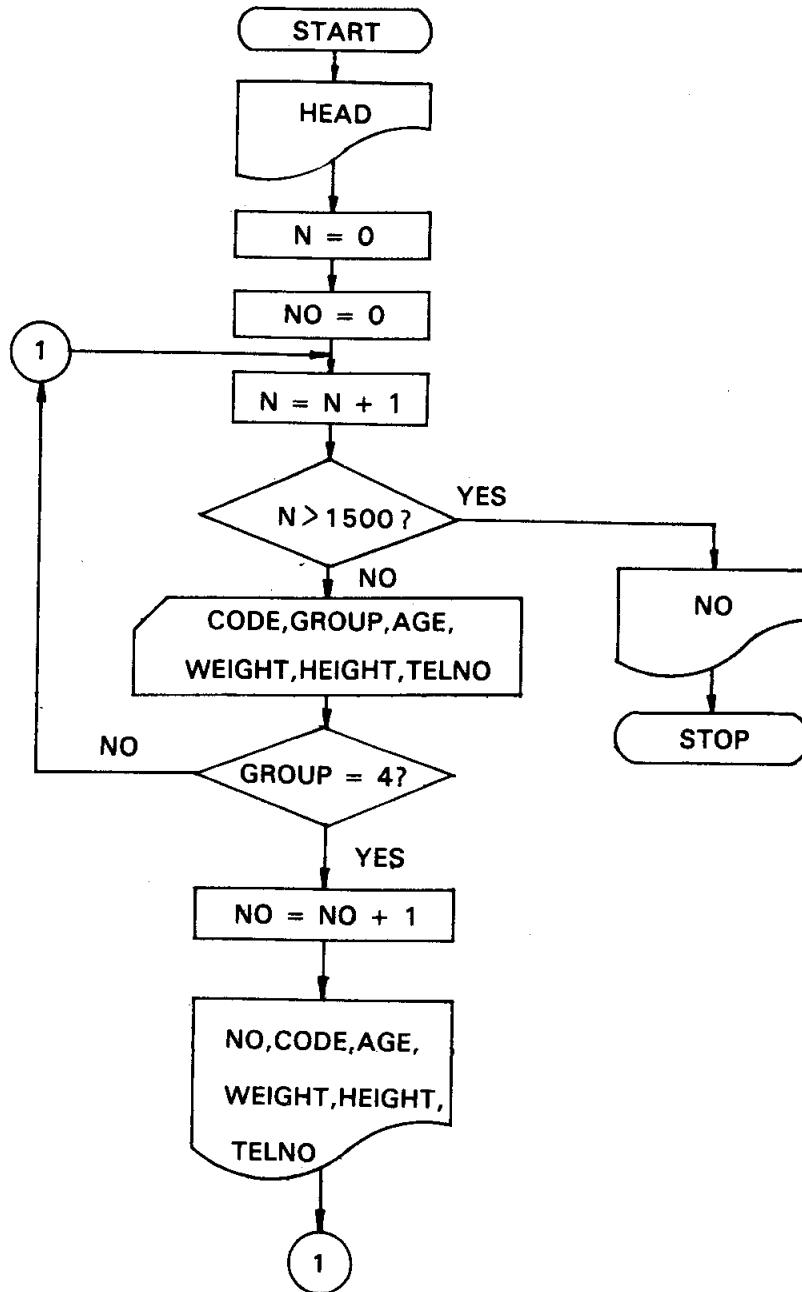 START
HEAD
N = 0
NO = 0
1
N = N + 1
N > 1500 ?
YES
NO
NO
CODE,GROUP,AGE,
WEIGHT,HEIGHT,TELNO
STOP
NO
GROUP = 4?
YES
NO = NO + 1
NO,CODE,AGE,
WEIGHT,HEIGHT,
TELNO
1